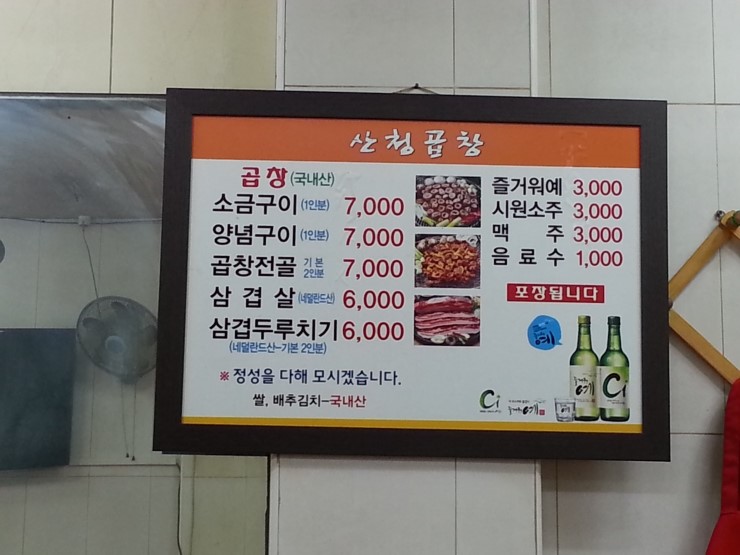 산청곱창
곱창(국내산)
소금구이(1인분) 7,000
양념구이(1인분) 7,000
곱창전골 기본 2인분 7,000
삼겹살(네덜란드산) 6,000
삼겹두루치기 6,000
(네덜란드산-기본 2인분)
※ 정성을 다해 모시겠습니다.
쌀, 배추김치-국내산
즐거워예 3,000
시원소주 3,000
맥주 3,000
음료수 1,000
포장됩니다
예
예
C1
C1
예